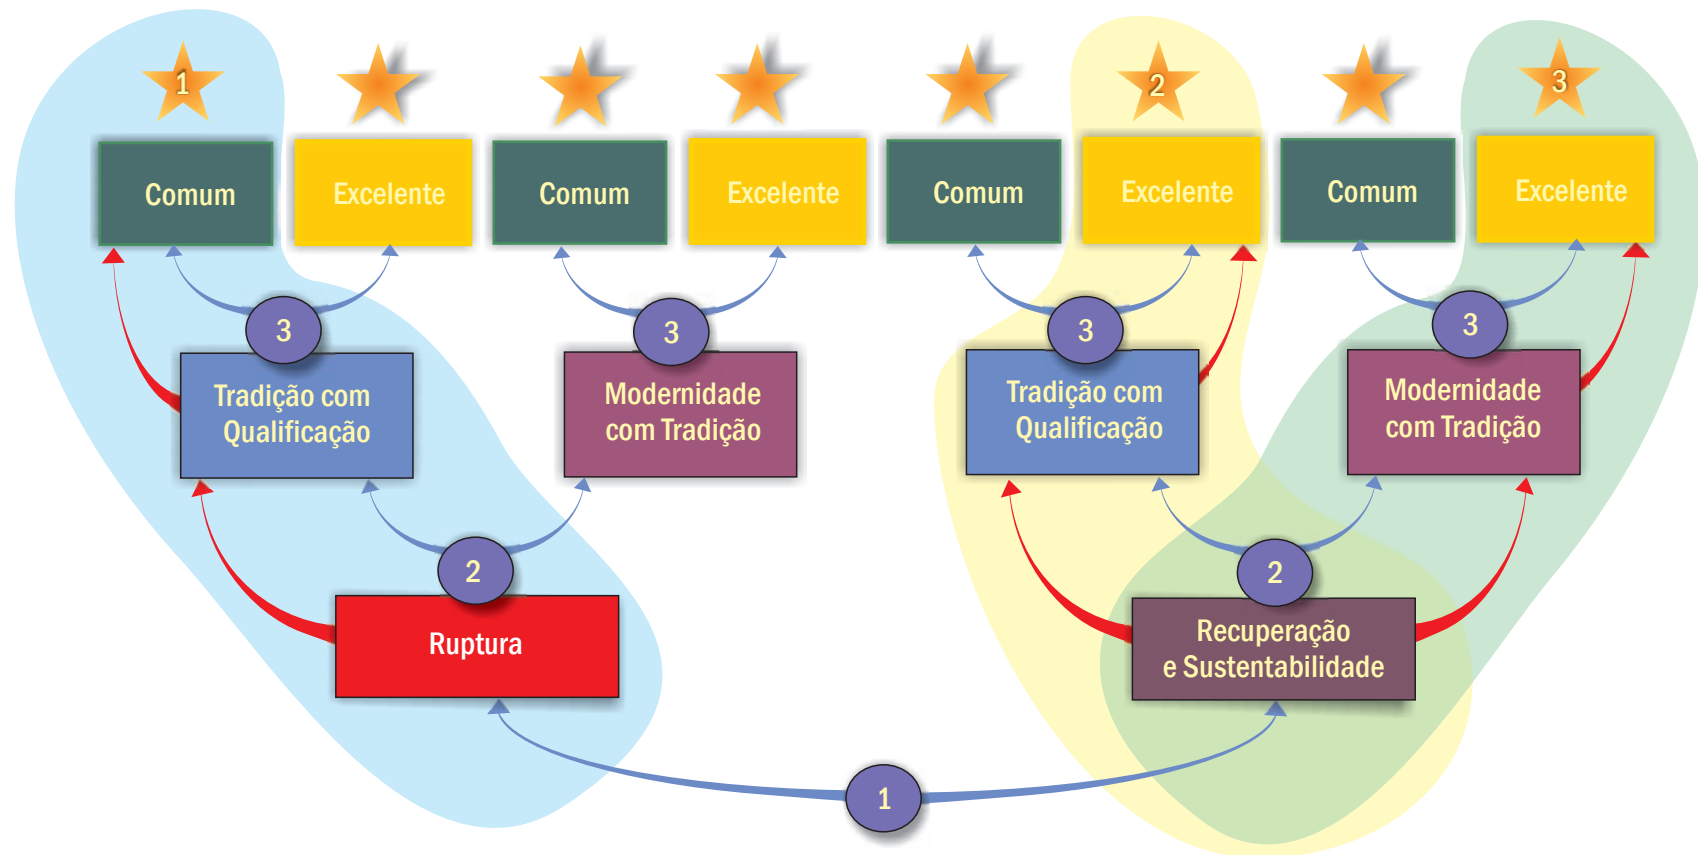 1
2
3
Comum
Excelente
Comum
Excelente
Comum
Excelente
Comum
Excelente
3
3
3
3
Tradição com
Qualificação
Modernidade
com Tradição
Tradição com
Qualificação
Modernidade
com Tradição
2
2
Ruptura
Recuperação
e Sustentabilidade
1